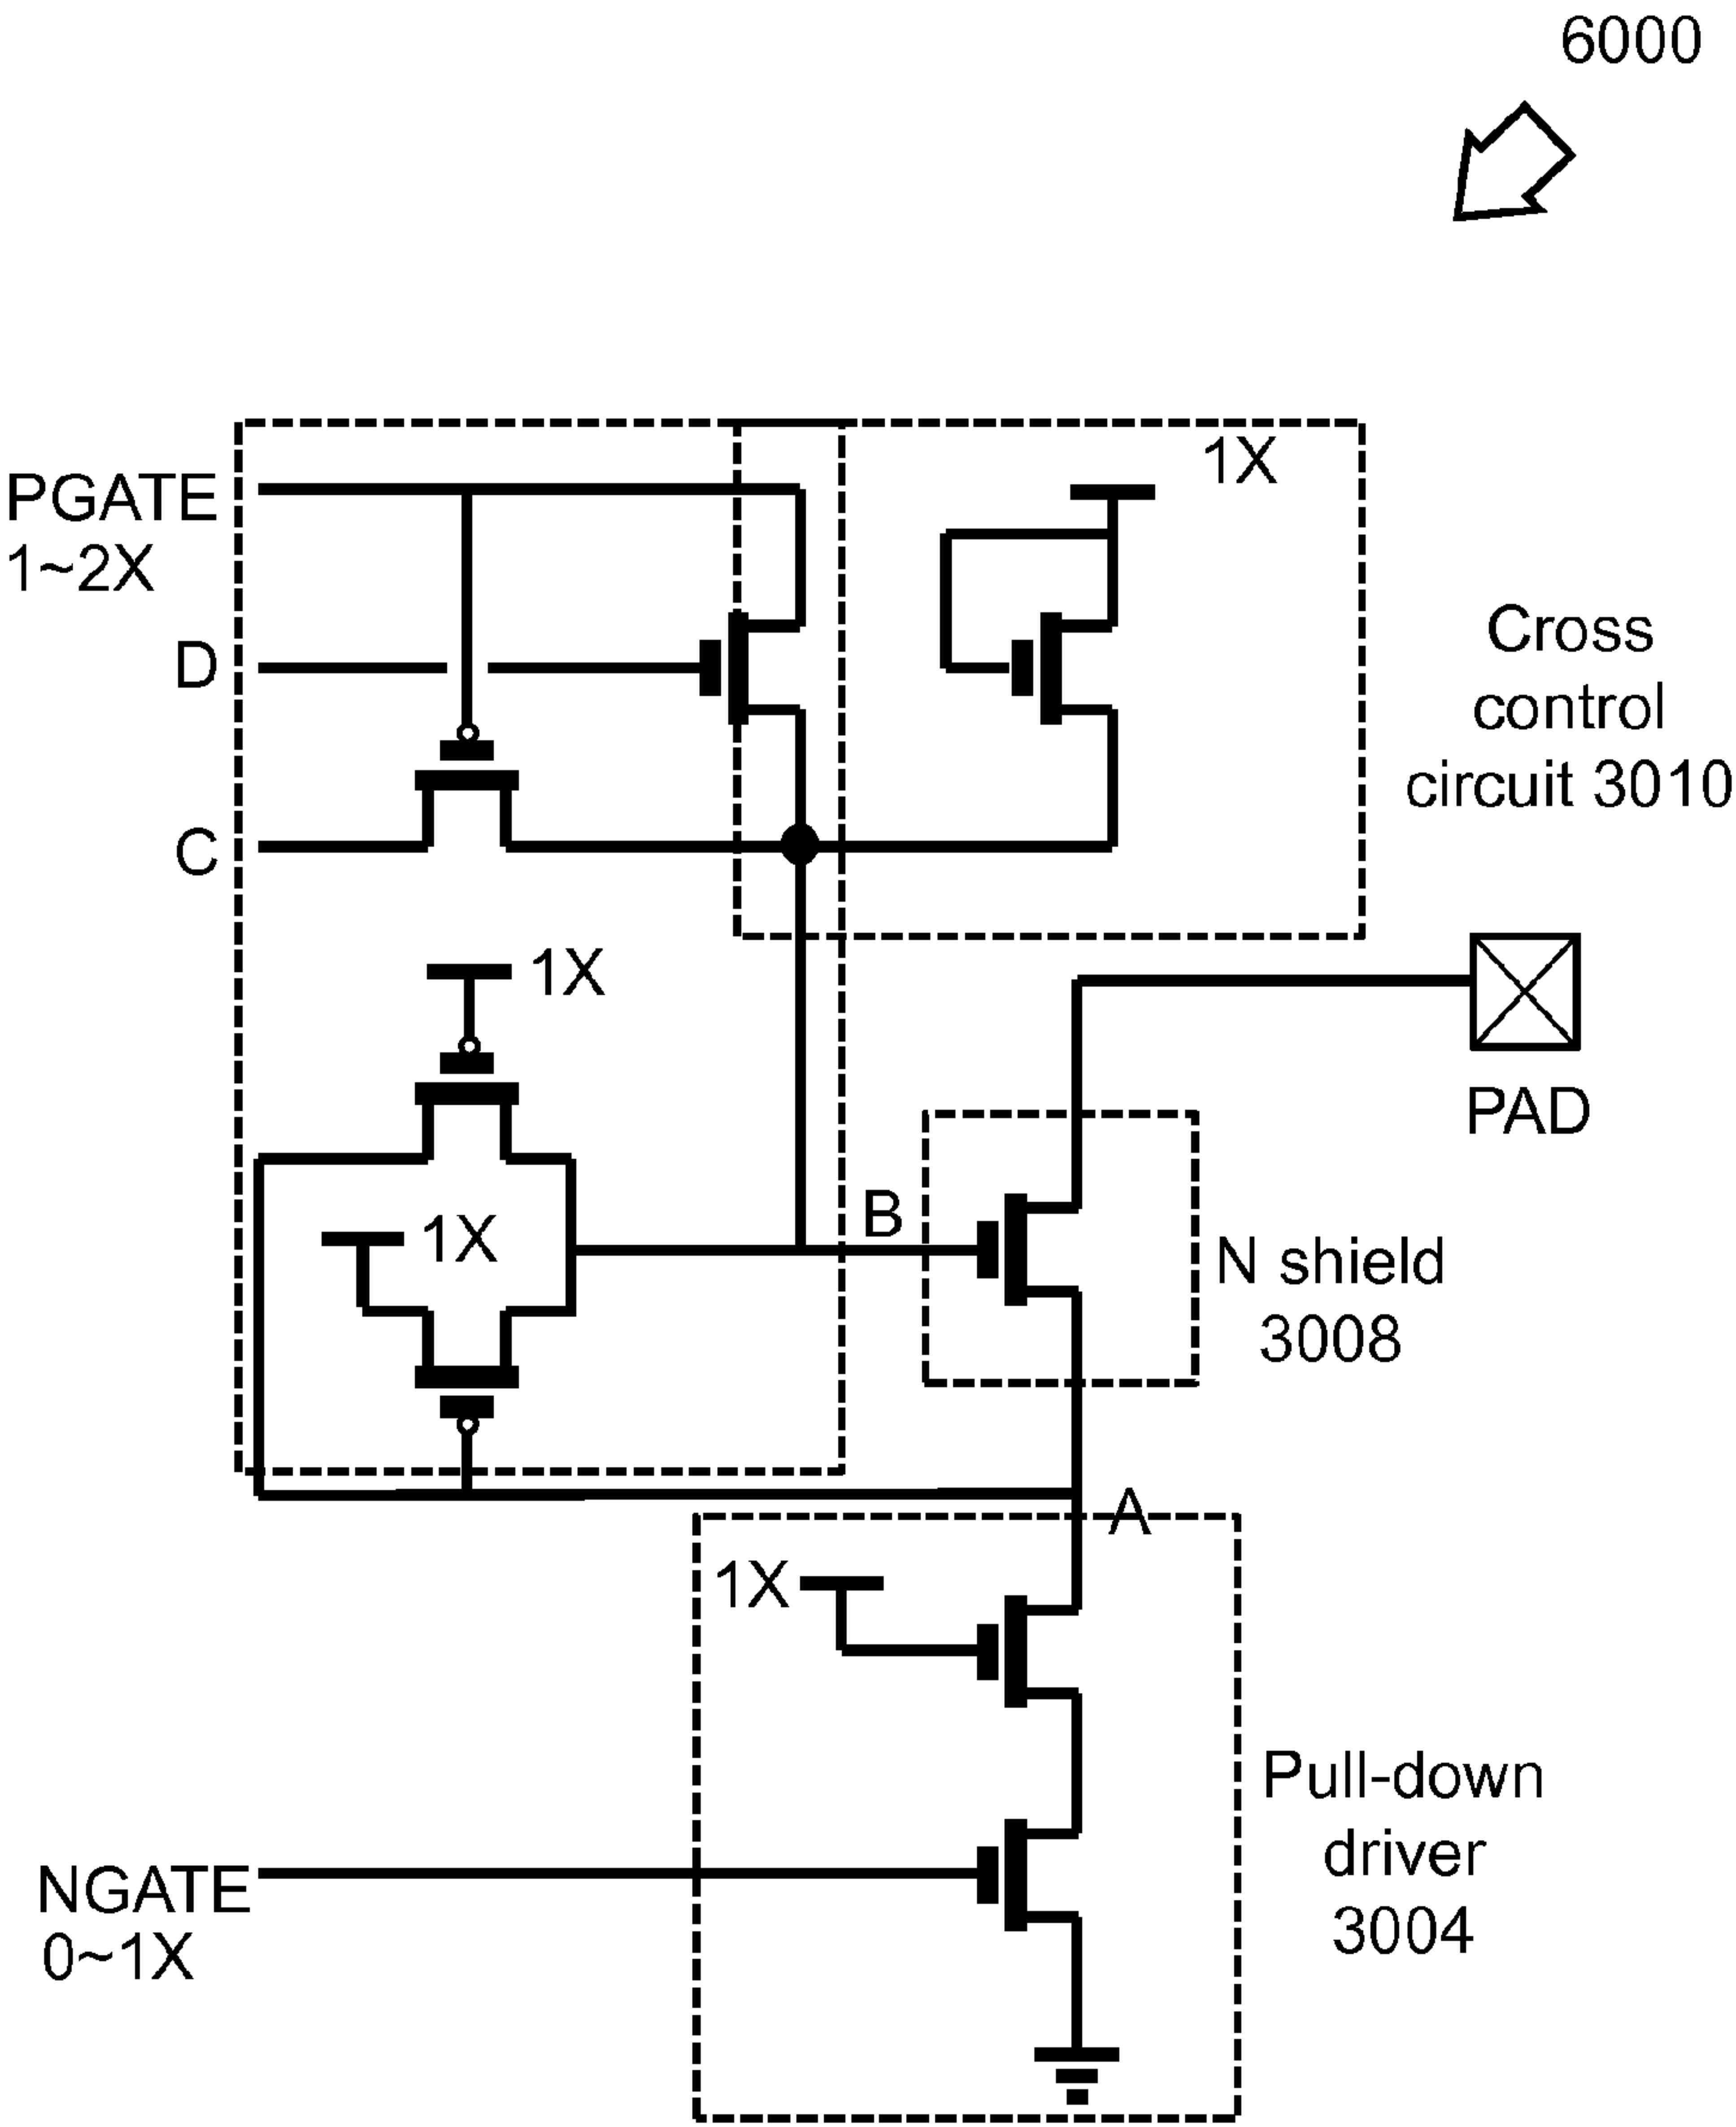 6000
PGATE
1~2X
1X
D
Cross
control
circuit 3010
C
1X
PAD
1X
B
N shield
3008
A
1X
Pull-down
driver
3004
NGATE
0~1X